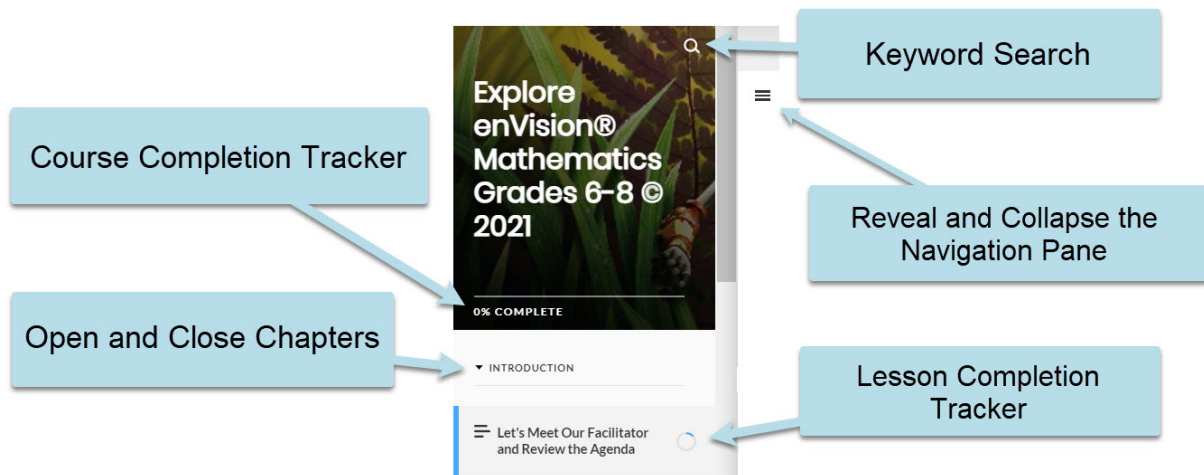 Keyword Search
Explore
enVision®
Mathematics
Grades 6-8 ©
2021
Course Completion Tracker
Reveal and Collapse the
Navigation Pane
0% COMPLETE
Open and Close Chapters
INTRODUCTION
Lesson Completion
Tracker
Let's Meet Our Facilitator
and Review the Agenda